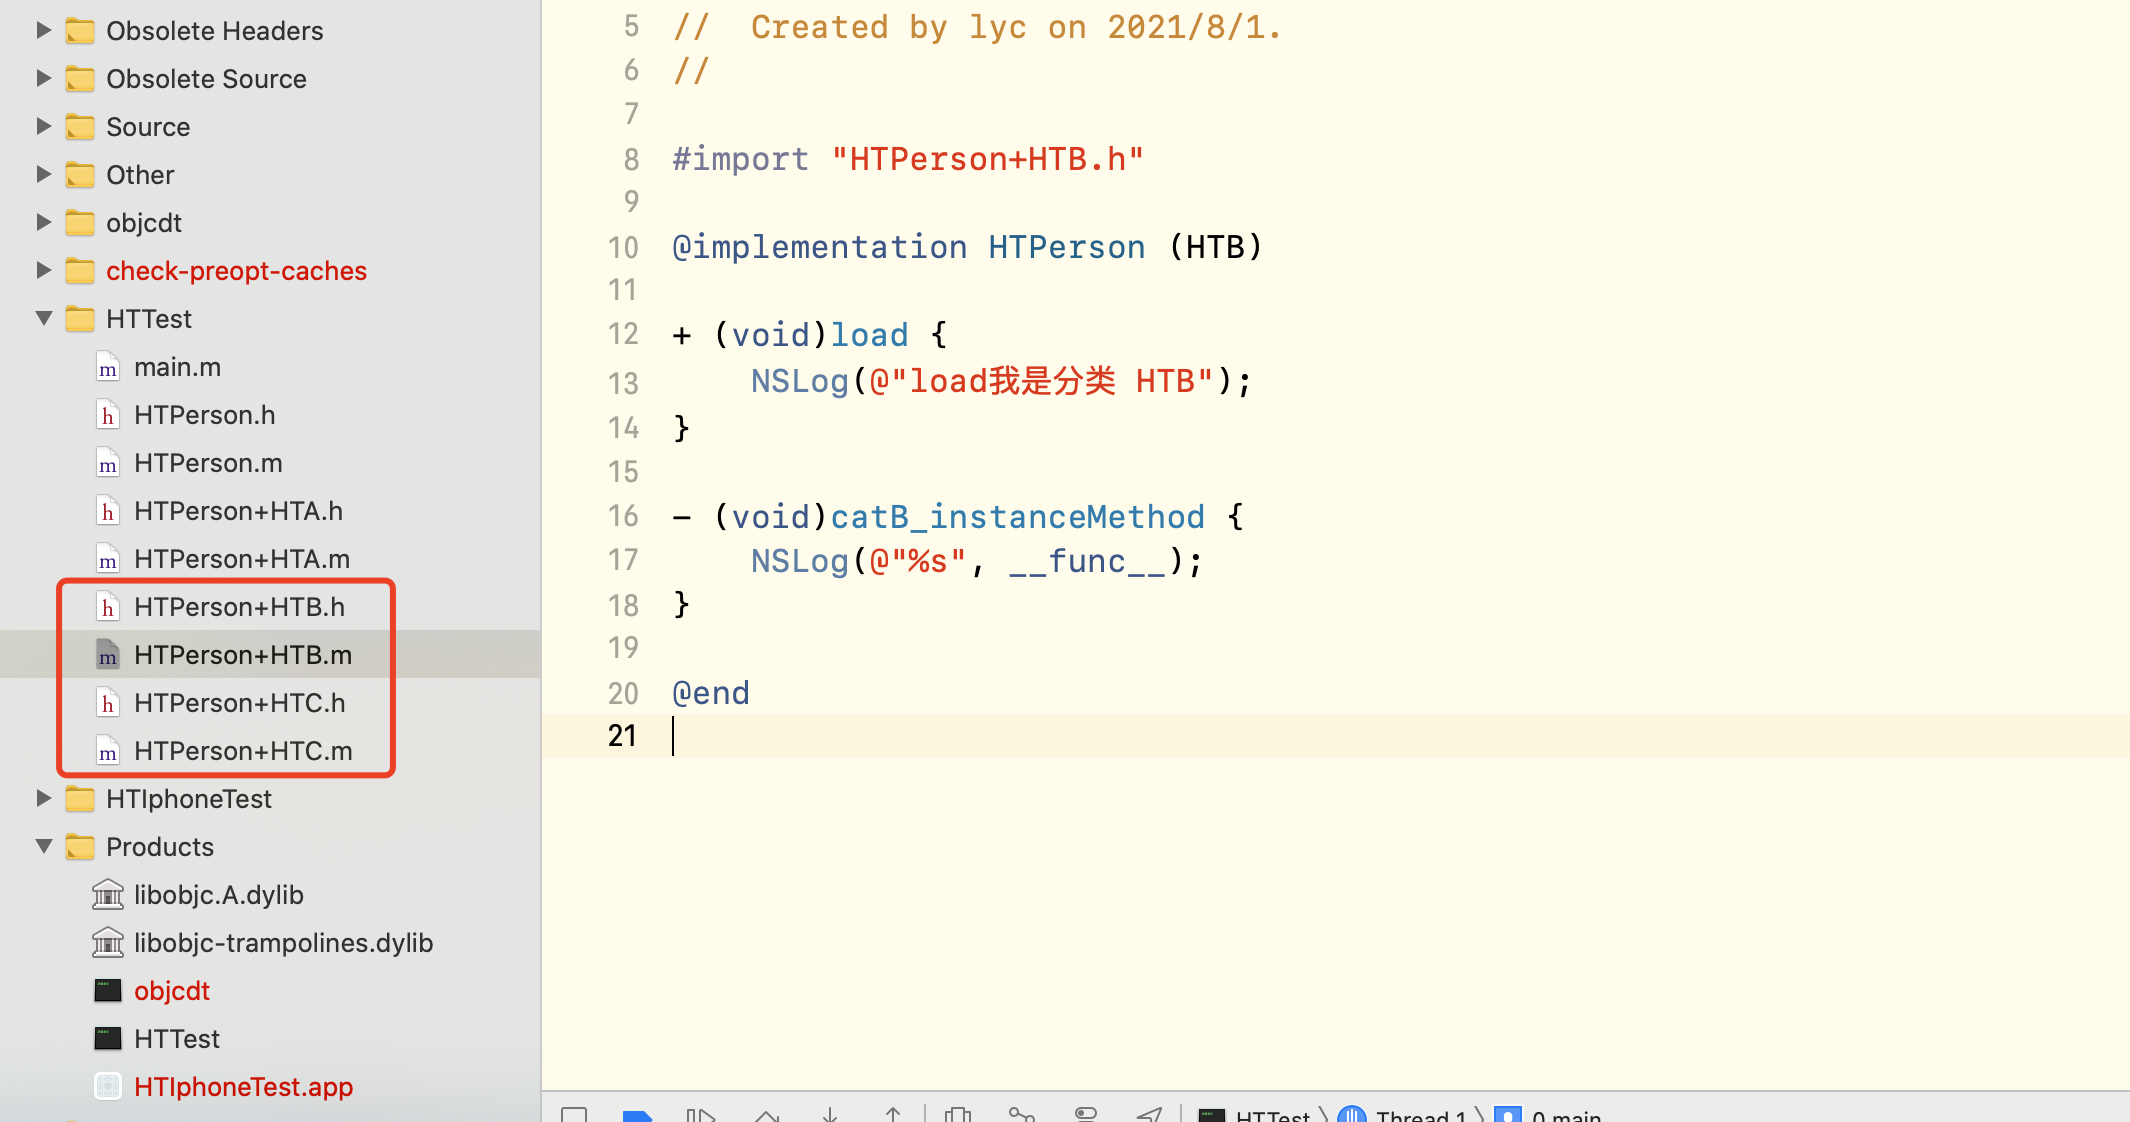 Obsolete Headers
Obsolete Source
Source
Other
objcdt
check-preopt-caches
HTTest
m main.m
h HTPerson.h
m HTPerson.m
h HTPerson+HTA.h
m HTPerson+HTA.m
h HTPerson+HTB.h
m HTPerson+HTB.m
h HTPerson+HTC.h
m HTPerson+HTC.m
HTIphoneTest
Products
libobjc.A.dylib
libobjc-trampolines.dylib
objcdt
HTTest
HTIphoneTest.app
5 //  Created by lyc on 2021/8/1.
6 //
7
8 #import "HTPerson+HTB.h"
9
10 @implementation HTPerson (HTB)
11
12 + (void)load {
13     NSLog(@"load我是分类 HTB");
14 }
15
16 - (void)catB_instanceMethod {
17     NSLog(@"%s", __func__);
18 }
19
20 @end
21
HTTest Thread 1 0 main